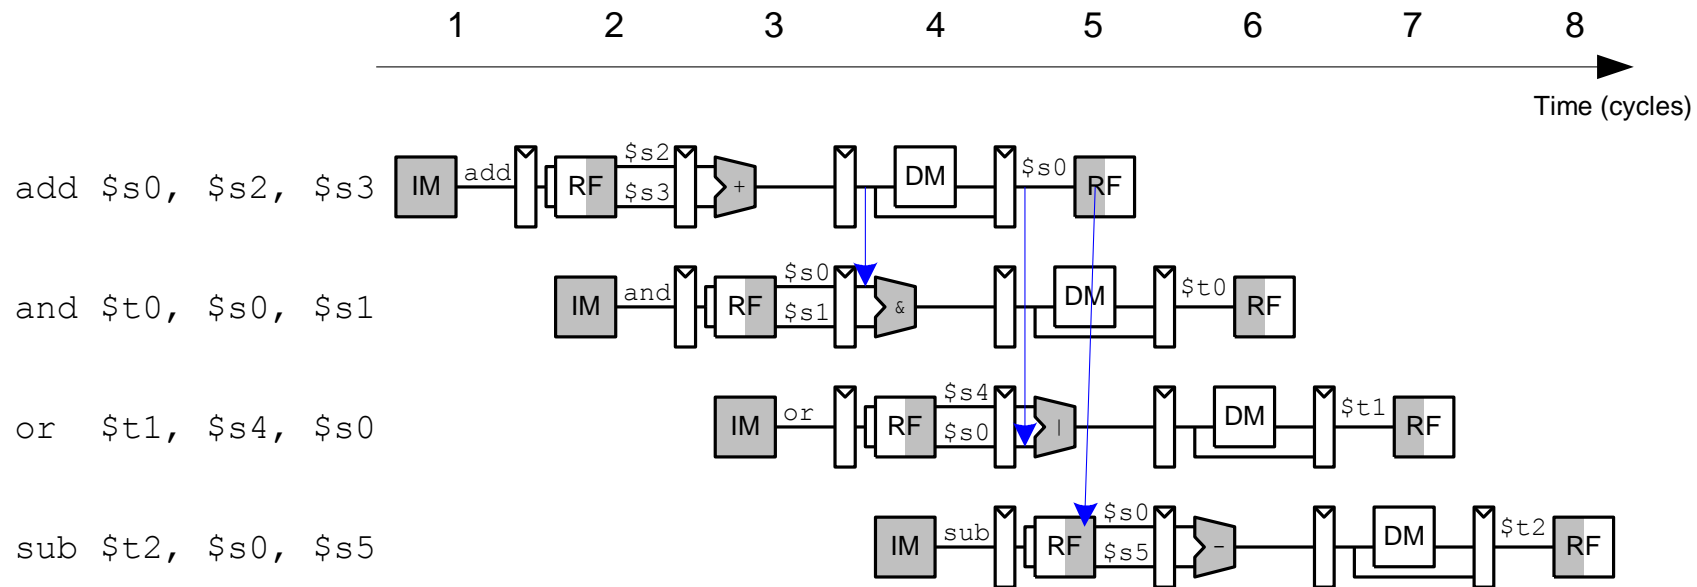 1 2 3 4 5 6 7 8
Time (cycles)
add $s0, $s2, $s3 IM add RF $s2 $s3 + DM $s0 RF
and $t0, $s0, $s1 IM and RF $s0 $s1 & DM $t0 RF
or $t1, $s4, $s0 IM or RF $s4 $s0 | DM $t1 RF
sub $t2, $s0, $s5 IM sub RF $s0 $s5 - DM $t2 RF